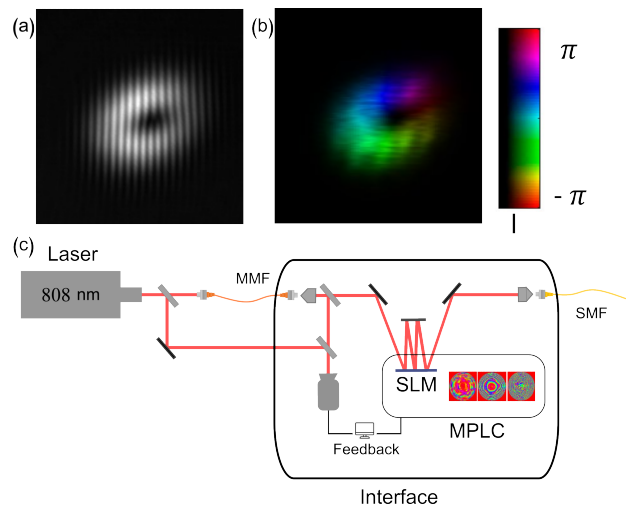 (a)
(b)
π
- π
I
(c)
Laser
808 nm
MMF
SMF
SLM
MPLC
Feedback
Interface